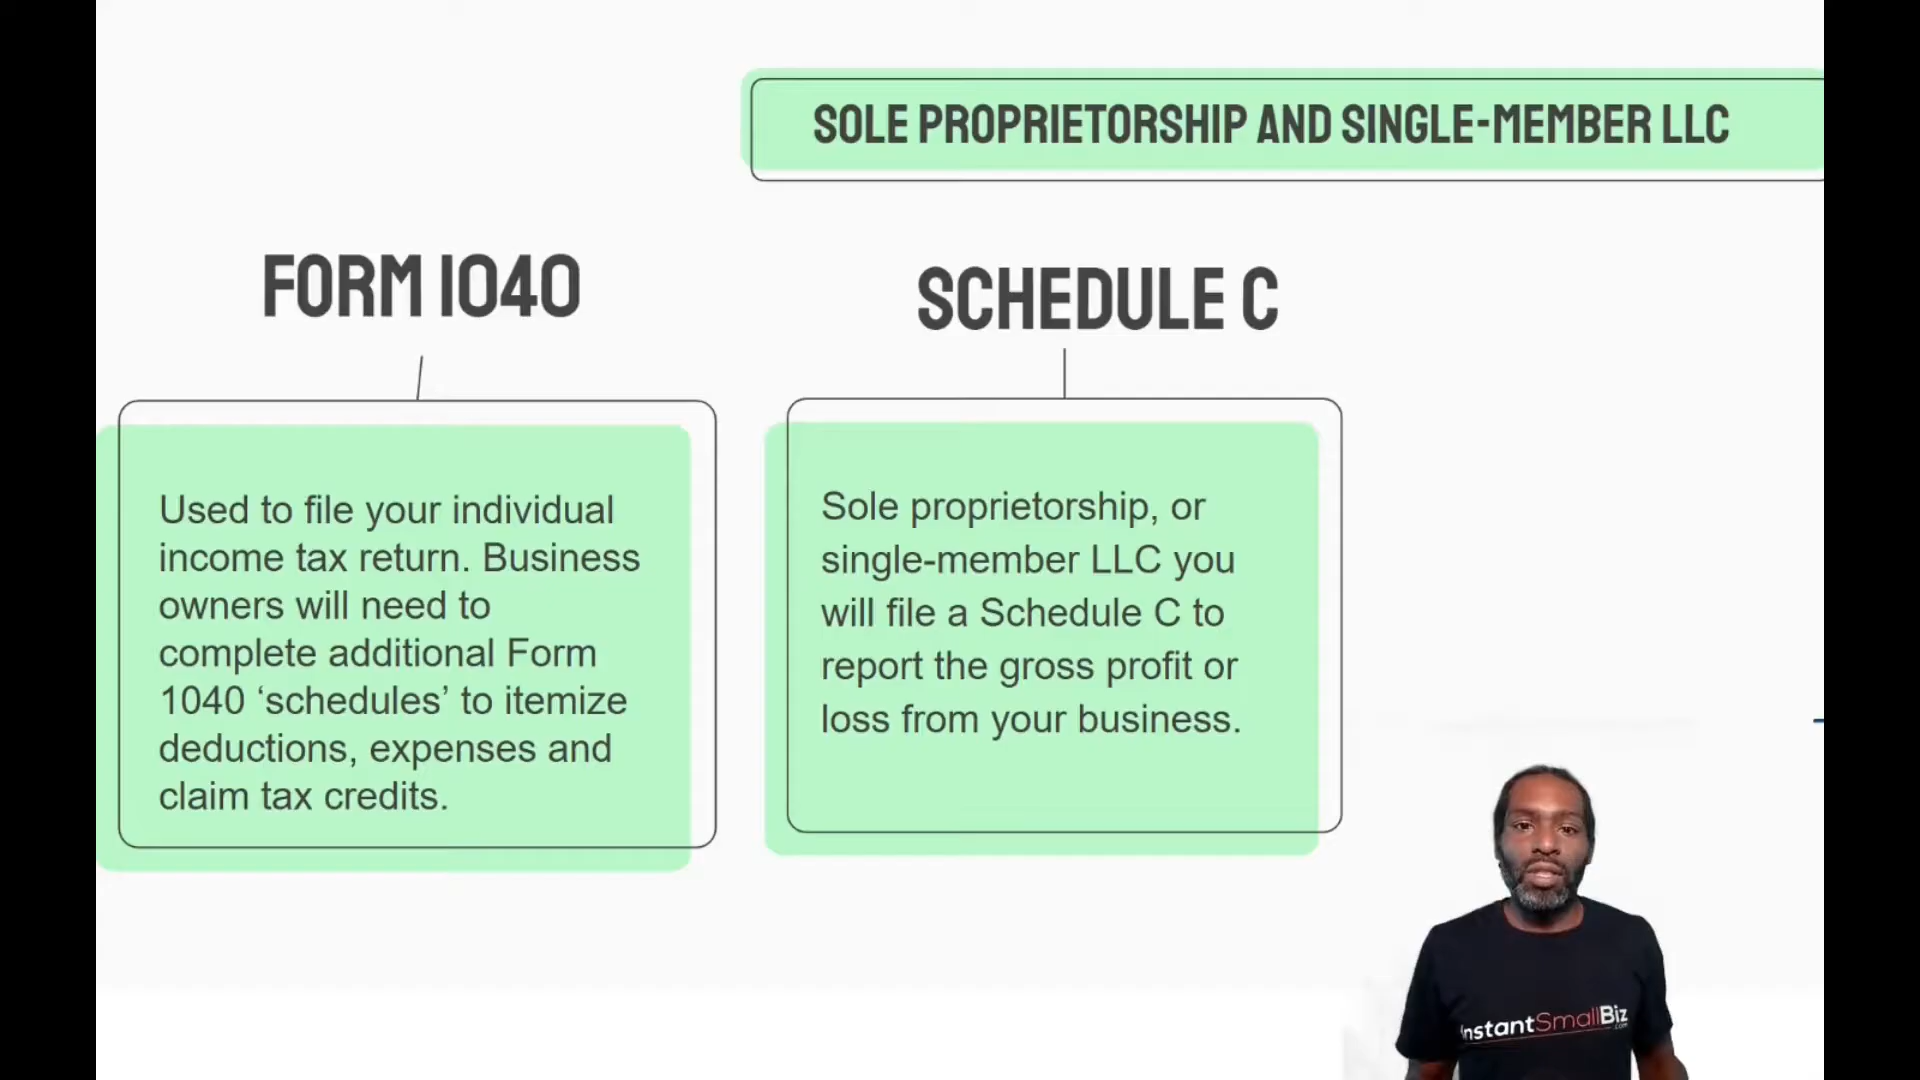 SOLE PROPRIETORSHIP AND SINGLE-MEMBER LLC
FORM 1040
Used to file your individual
income tax return. Business
owners will need to
complete additional Form
1040 ‘schedules’ to itemize
deductions, expenses and
claim tax credits.
SCHEDULE C
Sole proprietorship, or
single-member LLC you
will file a Schedule C to
report the gross profit or
loss from your business.
InstantSmallBiz
.com